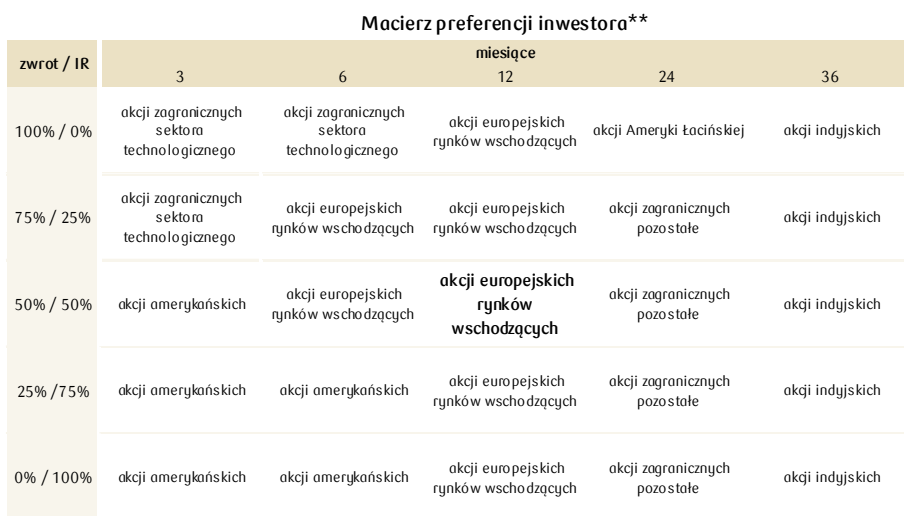 Macierz preferencji inwestora**
zwrot / IR
miesiące
3 6 12 24 36
100% / 0%
akcji zagranicznych
sektora
technologicznego
akcji zagranicznych
sektora
technologicznego
akcji europejskich
rynków wschodzących
akcji Ameryki Łacińskiej
akcji indyjskich
75% / 25%
akcji zagranicznych
sektora
technologicznego
akcji europejskich
rynków wschodzących
akcji europejskich
rynków wschodzących
akcji zagranicznych
pozostałe
akcji indyjskich
50% / 50%
akcji amerykańskich
akcji europejskich
rynków wschodzących
akcji europejskich
rynków
wschodzących
akcji zagranicznych
pozostałe
akcji indyjskich
25% /75%
akcji amerykańskich
akcji amerykańskich
akcji europejskich
rynków wschodzących
akcji zagranicznych
pozostałe
akcji indyjskich
0% / 100%
akcji amerykańskich
akcji amerykańskich
akcji europejskich
rynków wschodzących
akcji zagranicznych
pozostałe
akcji indyjskich